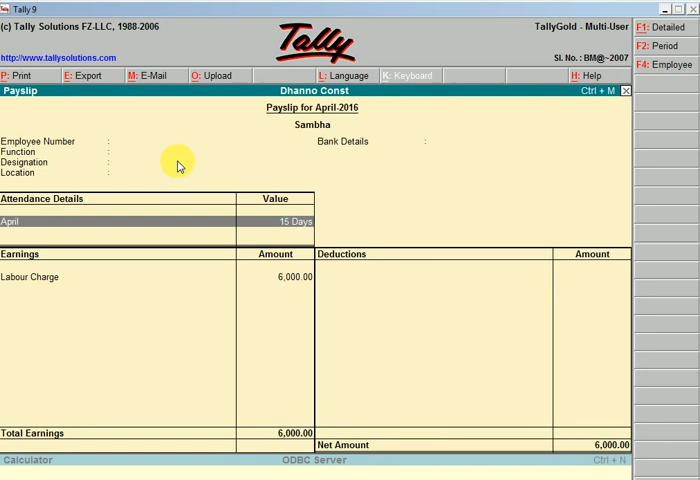 Tally 9
(c) Tally Solutions FZ-LLC, 1988-2006
TallyGold - Multi-User
F1: Detailed
Tally
F2: Period
http://www.tallysolutions.com
Sl. No. : BM@~2007
F4: Employee
P: Print E: Export M: E-Mail O: Upload L: Language K: Keyboard H: Help
Payslip Dhanno Const Ctrl + M
Payslip for April-2016
Sambha
Employee Number : Bank Details :
Function :
Designation :
Location :
Attendance Details Value
April 15 Days
Earnings Amount Deductions Amount
Labour Charge 6,000.00
Total Earnings 6,000.00
Net Amount 6,000.00
Calculator ODBC Server Ctrl + N